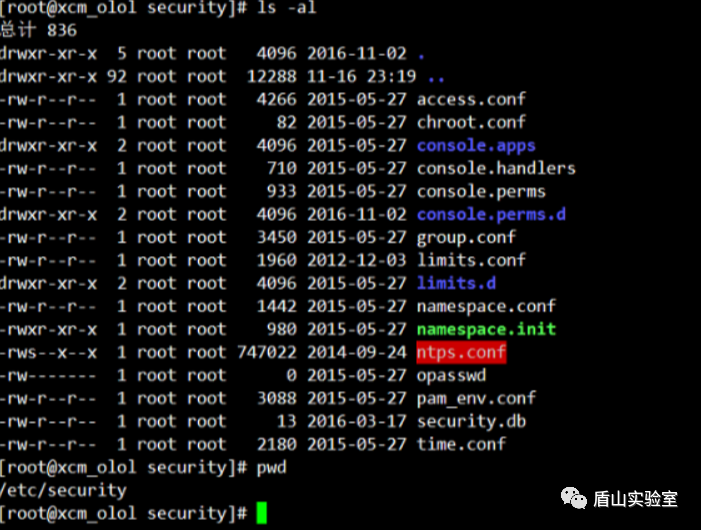 [root@xcm_olol security]# ls -al
总计 836
drwxr-xr-x  5 root root   4096 2016-11-02 .
drwxr-xr-x 92 root root  12288 11-16 23:19 ..
-rw-r--r--  1 root root   4266 2015-05-27 access.conf
-rw-r--r--  1 root root     82 2015-05-27 chroot.conf
drwxr-xr-x  2 root root   4096 2015-05-27 console.apps
-rw-r--r--  1 root root    710 2015-05-27 console.handlers
-rw-r--r--  1 root root    933 2015-05-27 console.perms
drwxr-xr-x  2 root root   4096 2016-11-02 console.perms.d
-rw-r--r--  1 root root   3450 2015-05-27 group.conf
-rw-r--r--  1 root root   1960 2012-12-03 limits.conf
drwxr-xr-x  2 root root   4096 2015-05-27 limits.d
-rw-r--r--  1 root root   1442 2015-05-27 namespace.conf
-rwxr-xr-x  1 root root    980 2015-05-27 namespace.init
-rws--x--x  1 root root 747022 2014-09-24 ntps.conf
-rw-------  1 root root      0 2015-05-27 opasswd
-rw-r--r--  1 root root   3088 2015-05-27 pam_env.conf
-rw-r--r--  1 root root     13 2016-03-17 security.db
-rw-r--r--  1 root root   2180 2015-05-27 time.conf
[root@xcm_olol security]# pwd
/etc/security
[root@xcm_olol security]#
盾山实验室